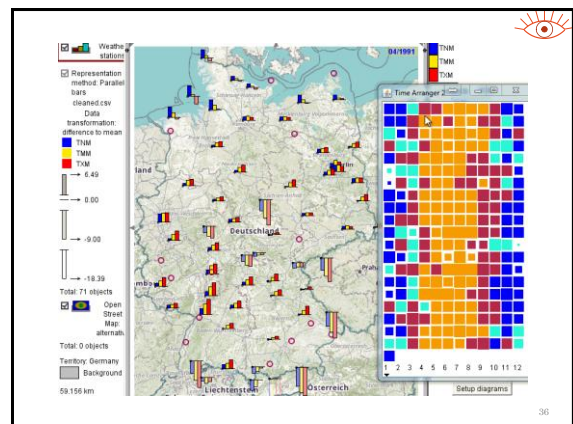 Weathe
stations
Representation
method: Parallel
bars
cleaned.csv
Data
transformation:
difference to mean
TNM
TMM
TXM
6.49
0.00
-9.00
-18.39
Total: 71 objects
Open
Street
Map:
alternativ
Total: 0 objects
Territory: Germany
Background
59.156 km
04/1991
Deutschland
Liechtenstein
Österreich
TNM
TMM
TXM
Time Arranger 2
1 2 3 4 5 6 7 8 9 10 11 12
Setup diagrams
36